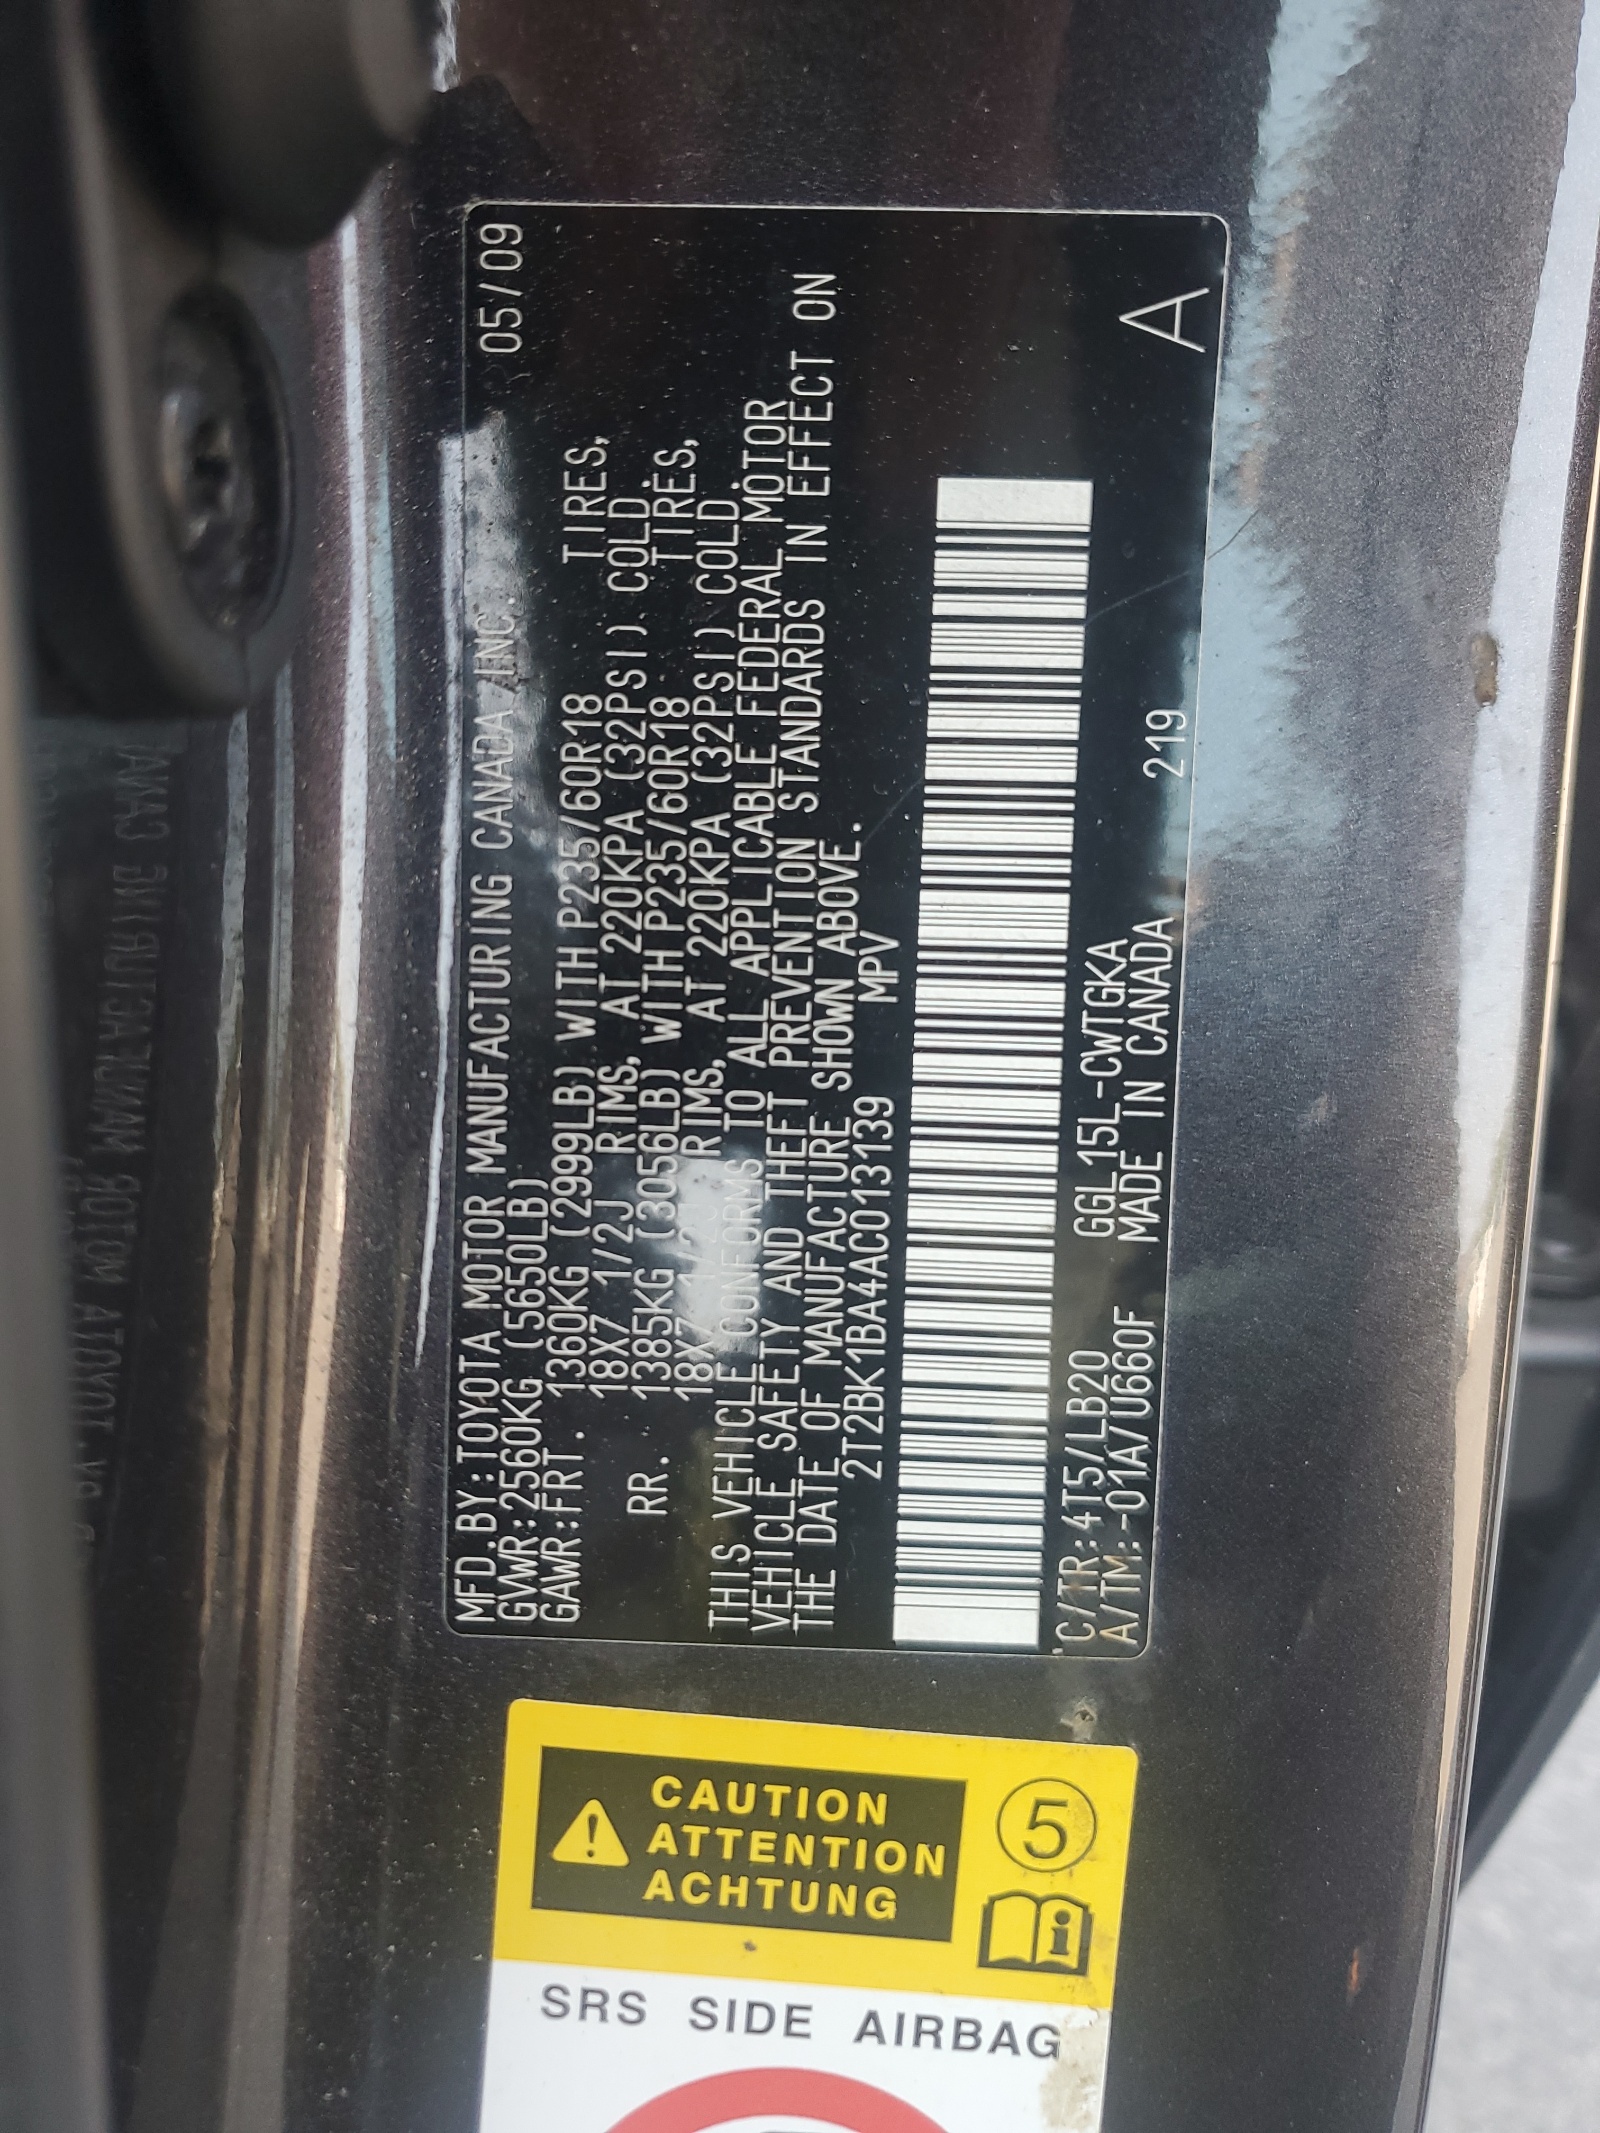 MFD.BY:TOYOTA MOTOR MANUFACTURING CANADA INC. 05/09
GVWR:2560KG (5650LB)
GAWR:FRT. 1360KG (2999LB) WITH P235/60R18 TIRES,
18X7 1/2J RIMS, AT 220KPA (32PSI) COLD.
RR. 1385KG (3056LB) WITH P235/60R18 TIRES,
18X7 1/2J RIMS, AT 220KPA (32PSI) COLD.
THIS VEHICLE CONFORMS TO ALL APPLICABLE FEDERAL MOTOR
VEHICLE SAFETY AND THEFT PREVENTION STANDARDS IN EFFECT ON
THE DATE OF MANUFACTURE SHOWN ABOVE.
2T2BK1BA4AC013139 MPV
C/TR:4T5/LB20 GGL15L-CWTGKA 219
A/TM:-01A/U660F MADE IN CANADA
A
CAUTION
ATTENTION
ACHTUNG
5
i
SRS SIDE AIRBAG